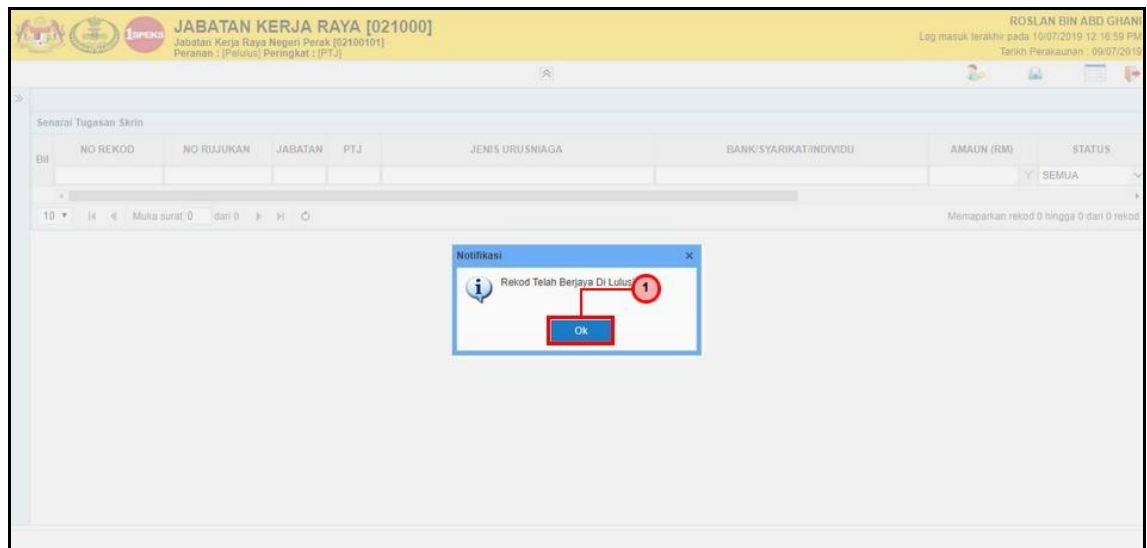 1SPEKS
JABATAN KERJA RAYA [021000]
Jabatan Kerja Raya Negeri Perak [02100101]
Peranan : [Pelulus] Peringkat : [PTJ]
ROSLAN BIN ABD GHANI
Log masuk terakhir pada 10/07/2019 12:16:59 PM
Tarikh Perakaunan : 09/07/2019
Senarai Tugasan Skrin
Bil NO REKOD NO RUJUKAN JABATAN PTJ JENIS URUSNIAGA BANK/SYARIKAT/INDIVIDU AMAUN (RM) STATUS
SEMUA
10 Muka surat 0 dari 0 Memaparkan rekod 0 hingga 0 dari 0 rekod
Notifikasi ×
Rekod Telah Berjaya Di Lulus
1
Ok